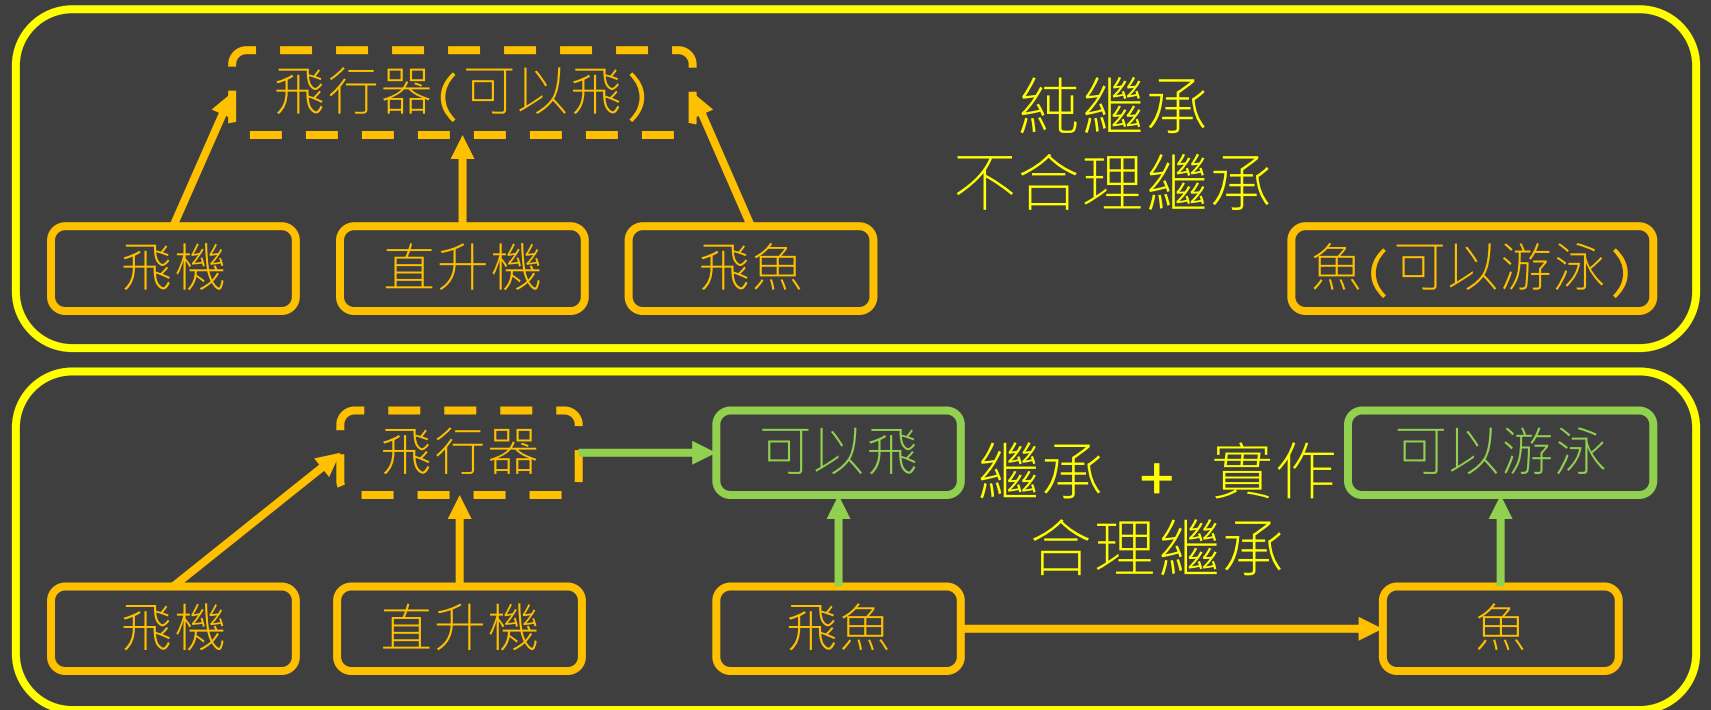 飛行器(可以飛)
純繼承
不合理繼承
飛機
直升機
飛魚
魚(可以游泳)
飛行器
可以飛
繼承 + 實作
可以游泳
合理繼承
飛機
直升機
飛魚
魚